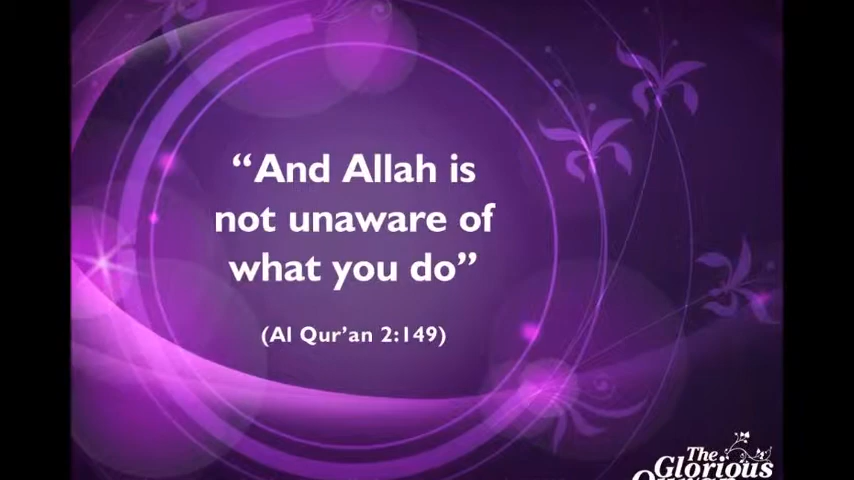 “And Allah is
not unaware of
what you do”
(Al Qur’an 2:149)
The
Glorious